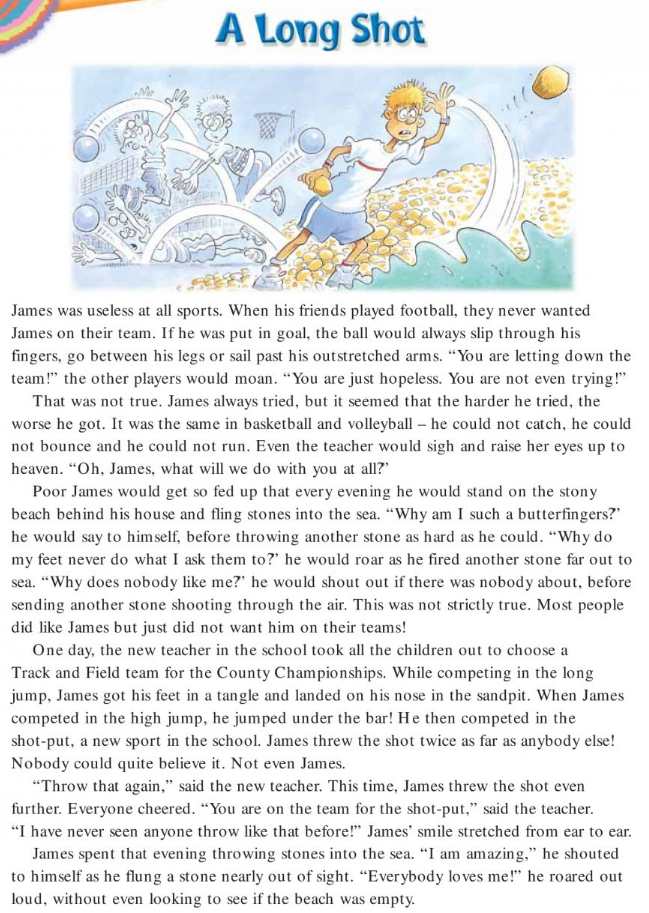 A Long Shot
James was useless at all sports. When his friends played football, they never wanted
James on their team. If he was put in goal, the ball would always slip through his
fingers, go between his legs or sail past his outstretched arms. “You are letting down the
team!” the other players would moan. “You are just hopeless. You are not even trying!”
That was not true. James always tried, but it seemed that the harder he tried, the
worse he got. It was the same in basketball and volleyball – he could not catch, he could
not bounce and he could not run. Even the teacher would sigh and raise her eyes up to
heaven. “Oh, James, what will we do with you at all?”
Poor James would get so fed up that every evening he would stand on the stony
beach behind his house and fling stones into the sea. “Why am I such a butterfingers?”
he would say to himself, before throwing another stone as hard as he could. “Why do
my feet never do what I ask them to?” he would roar as he fired another stone far out to
sea. “Why does nobody like me?” he would shout out if there was nobody about, before
sending another stone shooting through the air. This was not strictly true. Most people
did like James but just did not want him on their teams!
One day, the new teacher in the school took all the children out to choose a
Track and Field team for the County Championships. While competing in the long
jump, James got his feet in a tangle and landed on his nose in the sandpit. When James
competed in the high jump, he jumped under the bar! He then competed in the
shot-put, a new sport in the school. James threw the shot twice as far as anybody else!
Nobody could quite believe it. Not even James.
“Throw that again,” said the new teacher. This time, James threw the shot even
further. Everyone cheered. “You are on the team for the shot-put,” said the teacher.
“I have never seen anyone throw like that before!” James’ smile stretched from ear to ear.
James spent that evening throwing stones into the sea. “I am amazing,” he shouted
to himself as he flung a stone nearly out of sight. “Everybody loves me!” he roared out
loud, without even looking to see if the beach was empty.